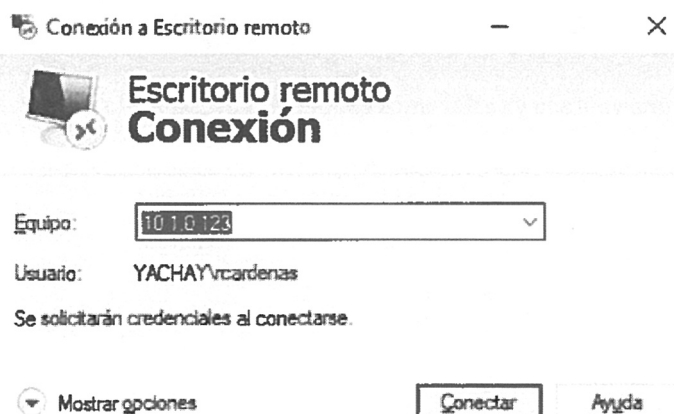 Conexión a Escritorio remoto
Escritorio remoto
Conexión
Equipo: 10.1.0.123
Usuario: YACHAY\rcardenas
Se solicitarán credenciales al conectarse.
Mostrar opciones Conectar Ayuda